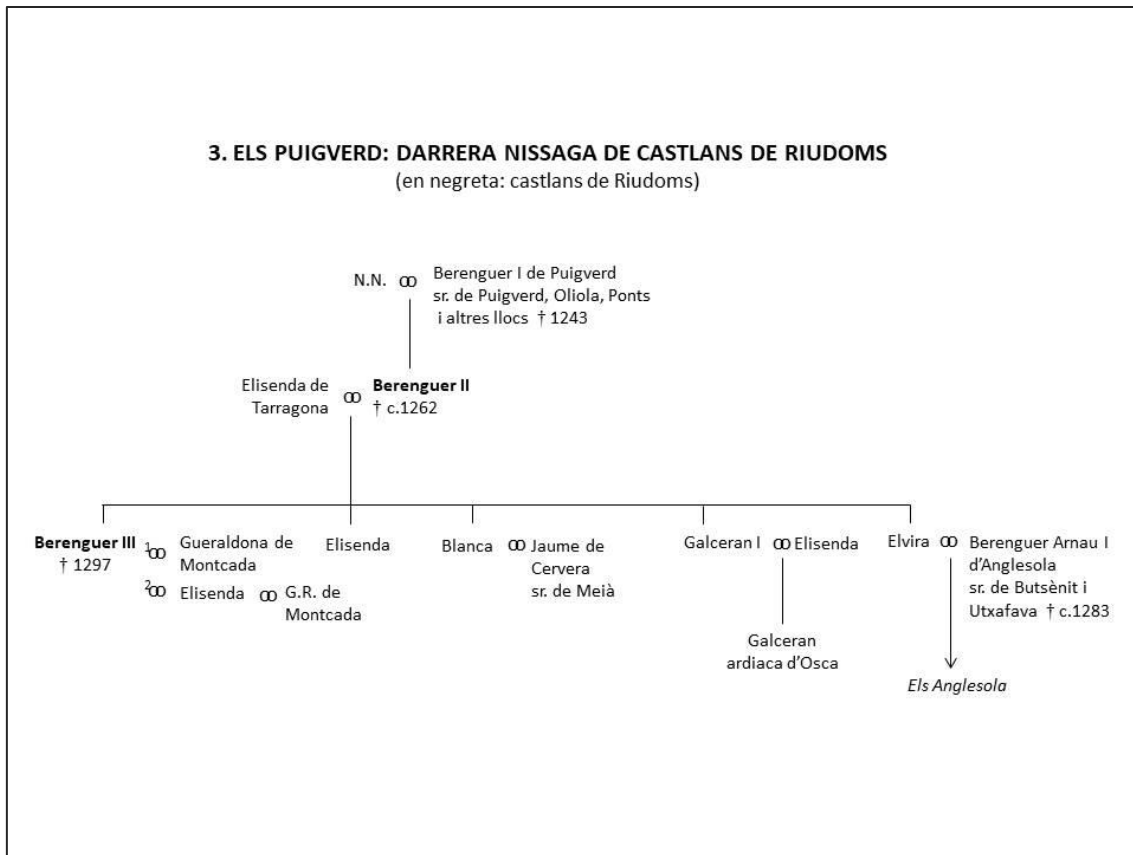 3. ELS PUIGVERD: DARRERA NISSAGA DE CASTLANS DE RIUDOMS
(en negreta: castlans de Riudoms)
N.N. ꝏ Berenguer I de Puigverd
sr. de Puigverd, Oliola, Ponts
i altres llocs † 1243
Elisenda de
Tarragona
ꝏ
Berenguer II
† c.1262
Berenguer III
† 1297
1ꝏ
Gueraldona de
Montcada
2ꝏ
Elisenda ꝏ G.R. de
Montcada
Elisenda
Blanca ꝏ Jaume de
Cervera
sr. de Meià
Galceran I ꝏ Elisenda
Galceran
ardiaca d’Osca
Elvira ꝏ Berenguer Arnau I
d’Anglesola
sr. de Butsènit i
Utxafava † c.1283
Els Anglesola